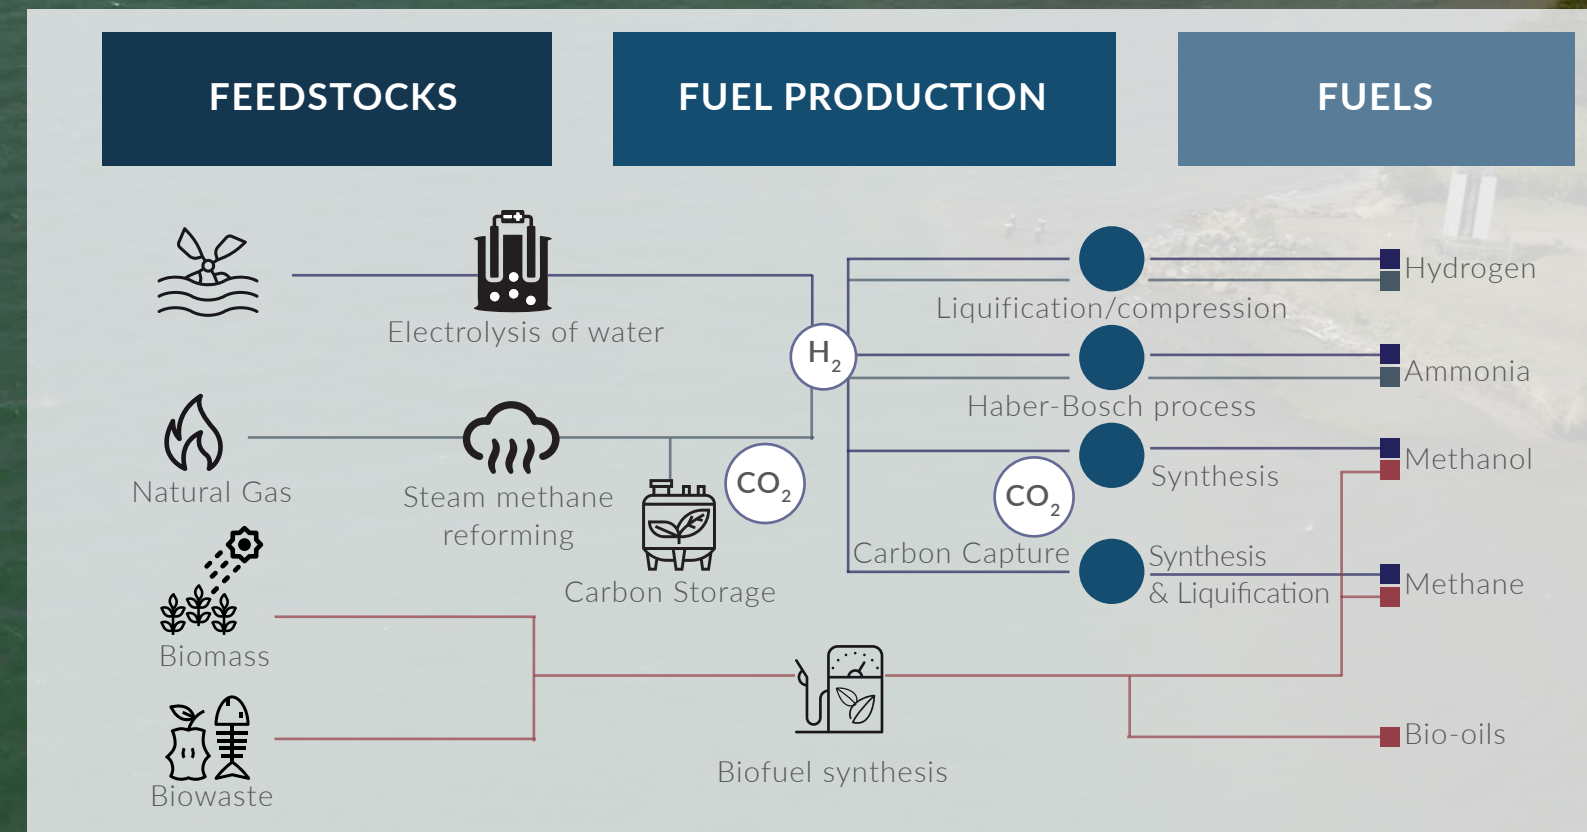 FEEDSTOCKS
FUEL PRODUCTION
FUELS
Electrolysis of water
H2
Liquification/compression
Hydrogen
Haber-Bosch process
Ammonia
Natural Gas
Steam methane
reforming
CO2
Carbon Storage
CO2
Carbon Capture
Synthesis
Methanol
Synthesis
& Liquification
Methane
Biomass
Biowaste
Biofuel synthesis
Bio-oils